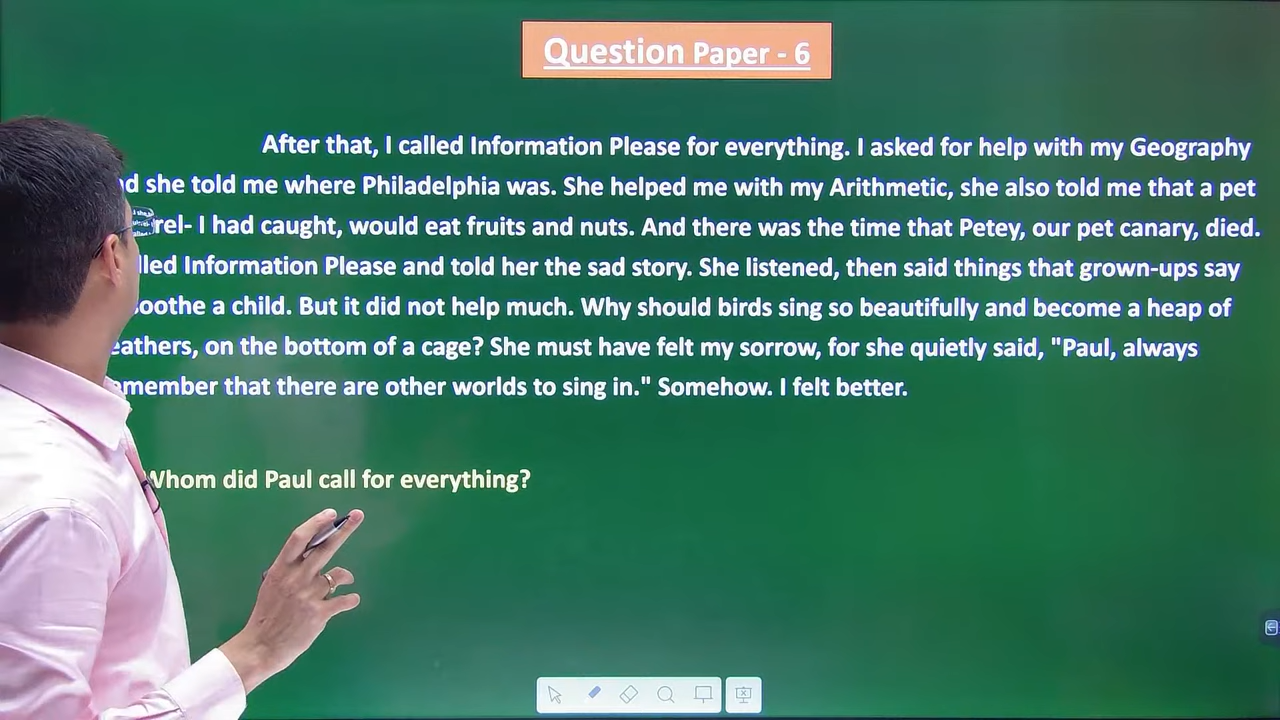 Question Paper - 6
After that, I called Information Please for everything. I asked for help with my Geography
she told me where Philadelphia was. She helped me with my Arithmetic, she also told me that a pet
I had caught, would eat fruits and nuts. And there was the time that Petey, our pet canary, died.
Information Please and told her the sad story. She listened, then said things that grown-ups say
soothe a child. But it did not help much. Why should birds sing so beautifully and become a heap of
eathers, on the bottom of a cage? She must have felt my sorrow, for she quietly said, "Paul, always
emember that there are other worlds to sing in." Somehow. I felt better.
Whom did Paul call for everything?